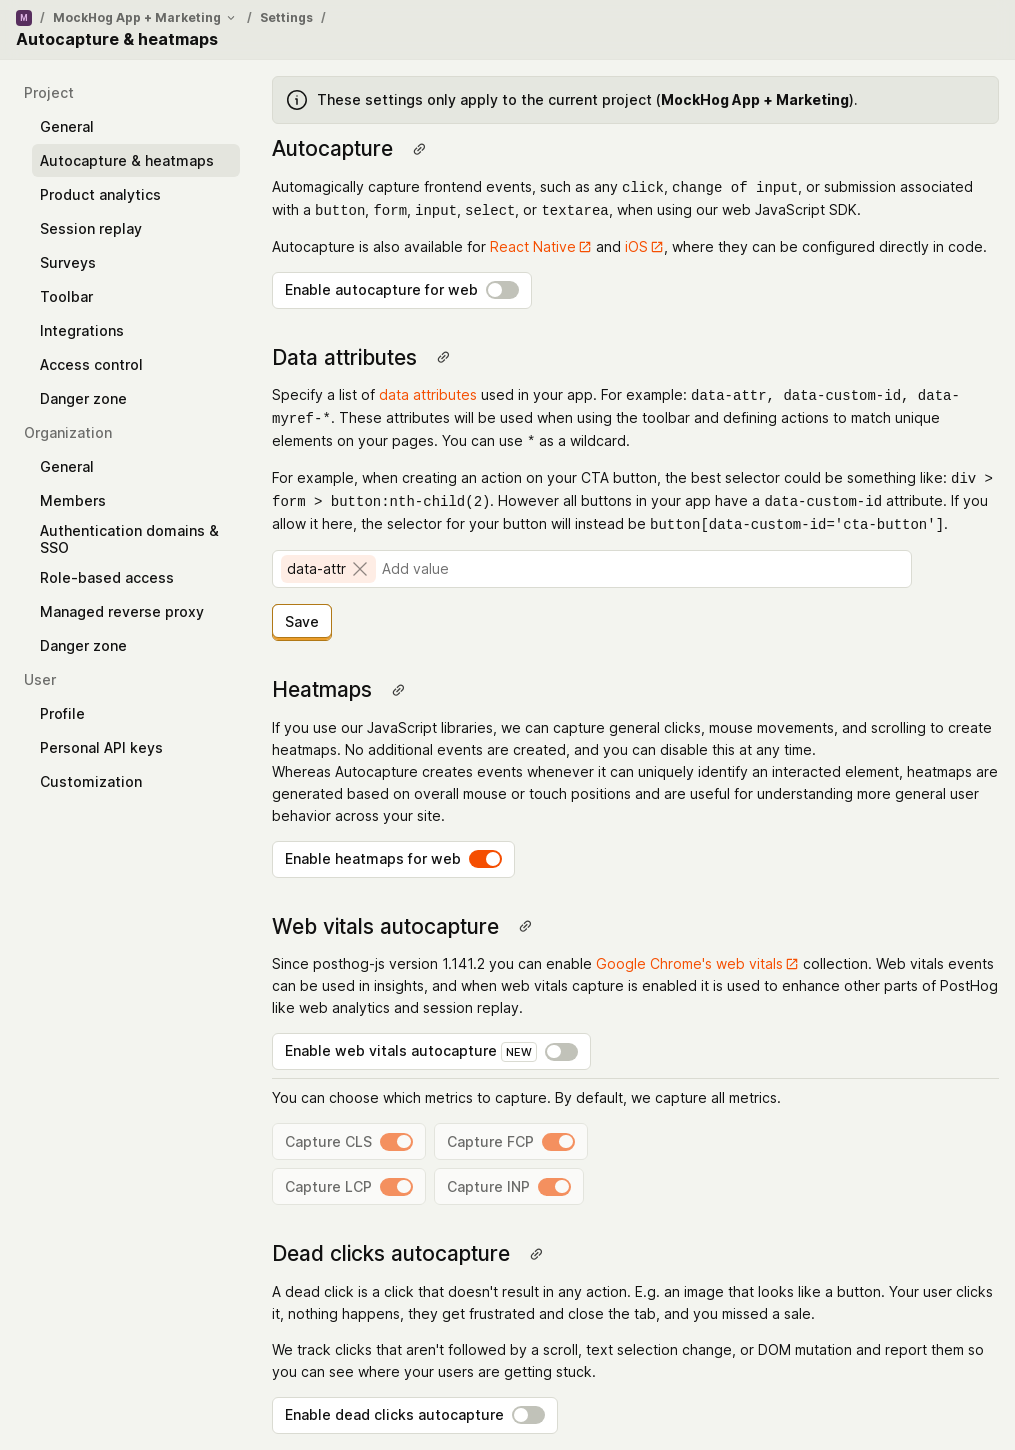 M / MockHog App + Marketing / Settings /
Autocapture & heatmaps
Project
General
Autocapture & heatmaps
Product analytics
Session replay
Surveys
Toolbar
Integrations
Access control
Danger zone
Organization
General
Members
Authentication domains &
SSO
Role-based access
Managed reverse proxy
Danger zone
User
Profile
Personal API keys
Customization
These settings only apply to the current project (MockHog App + Marketing).
Autocapture
Automagically capture frontend events, such as any click, change of input, or submission associated
with a button, form, input, select, or textarea, when using our web JavaScript SDK.
Autocapture is also available for React Native and iOS, where they can be configured directly in code.
Enable autocapture for web
Data attributes
Specify a list of data attributes used in your app. For example: data-attr, data-custom-id, data-
myref-*. These attributes will be used when using the toolbar and defining actions to match unique
elements on your pages. You can use * as a wildcard.
For example, when creating an action on your CTA button, the best selector could be something like: div >
form > button:nth-child(2). However all buttons in your app have a data-custom-id attribute. If you
allow it here, the selector for your button will instead be button[data-custom-id='cta-button'].
data-attr Add value
Save
Heatmaps
If you use our JavaScript libraries, we can capture general clicks, mouse movements, and scrolling to create
heatmaps. No additional events are created, and you can disable this at any time.
Whereas Autocapture creates events whenever it can uniquely identify an interacted element, heatmaps are
generated based on overall mouse or touch positions and are useful for understanding more general user
behavior across your site.
Enable heatmaps for web
Web vitals autocapture
Since posthog-js version 1.141.2 you can enable Google Chrome's web vitals collection. Web vitals events
can be used in insights, and when web vitals capture is enabled it is used to enhance other parts of PostHog
like web analytics and session replay.
Enable web vitals autocapture NEW
You can choose which metrics to capture. By default, we capture all metrics.
Capture CLS Capture FCP
Capture LCP Capture INP
Dead clicks autocapture
A dead click is a click that doesn't result in any action. E.g. an image that looks like a button. Your user clicks
it, nothing happens, they get frustrated and close the tab, and you missed a sale.
We track clicks that aren't followed by a scroll, text selection change, or DOM mutation and report them so
you can see where your users are getting stuck.
Enable dead clicks autocapture